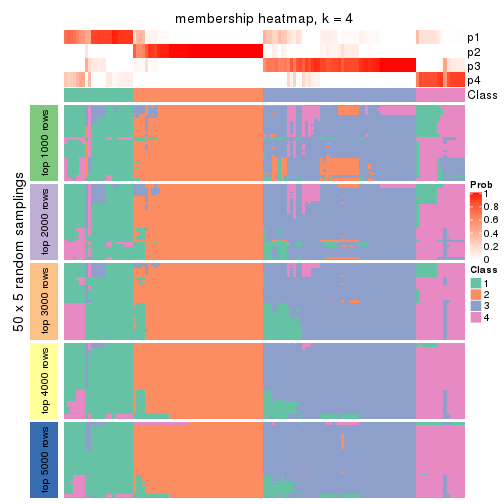 membership heatmap, k = 4
p1
p2
p3
p4
Class
50 x 5 random samplings
top 1000 rows
top 2000 rows
top 3000 rows
top 4000 rows
top 5000 rows
Prob
1
0.8
0.6
0.4
0.2
0
Class
1
2
3
4